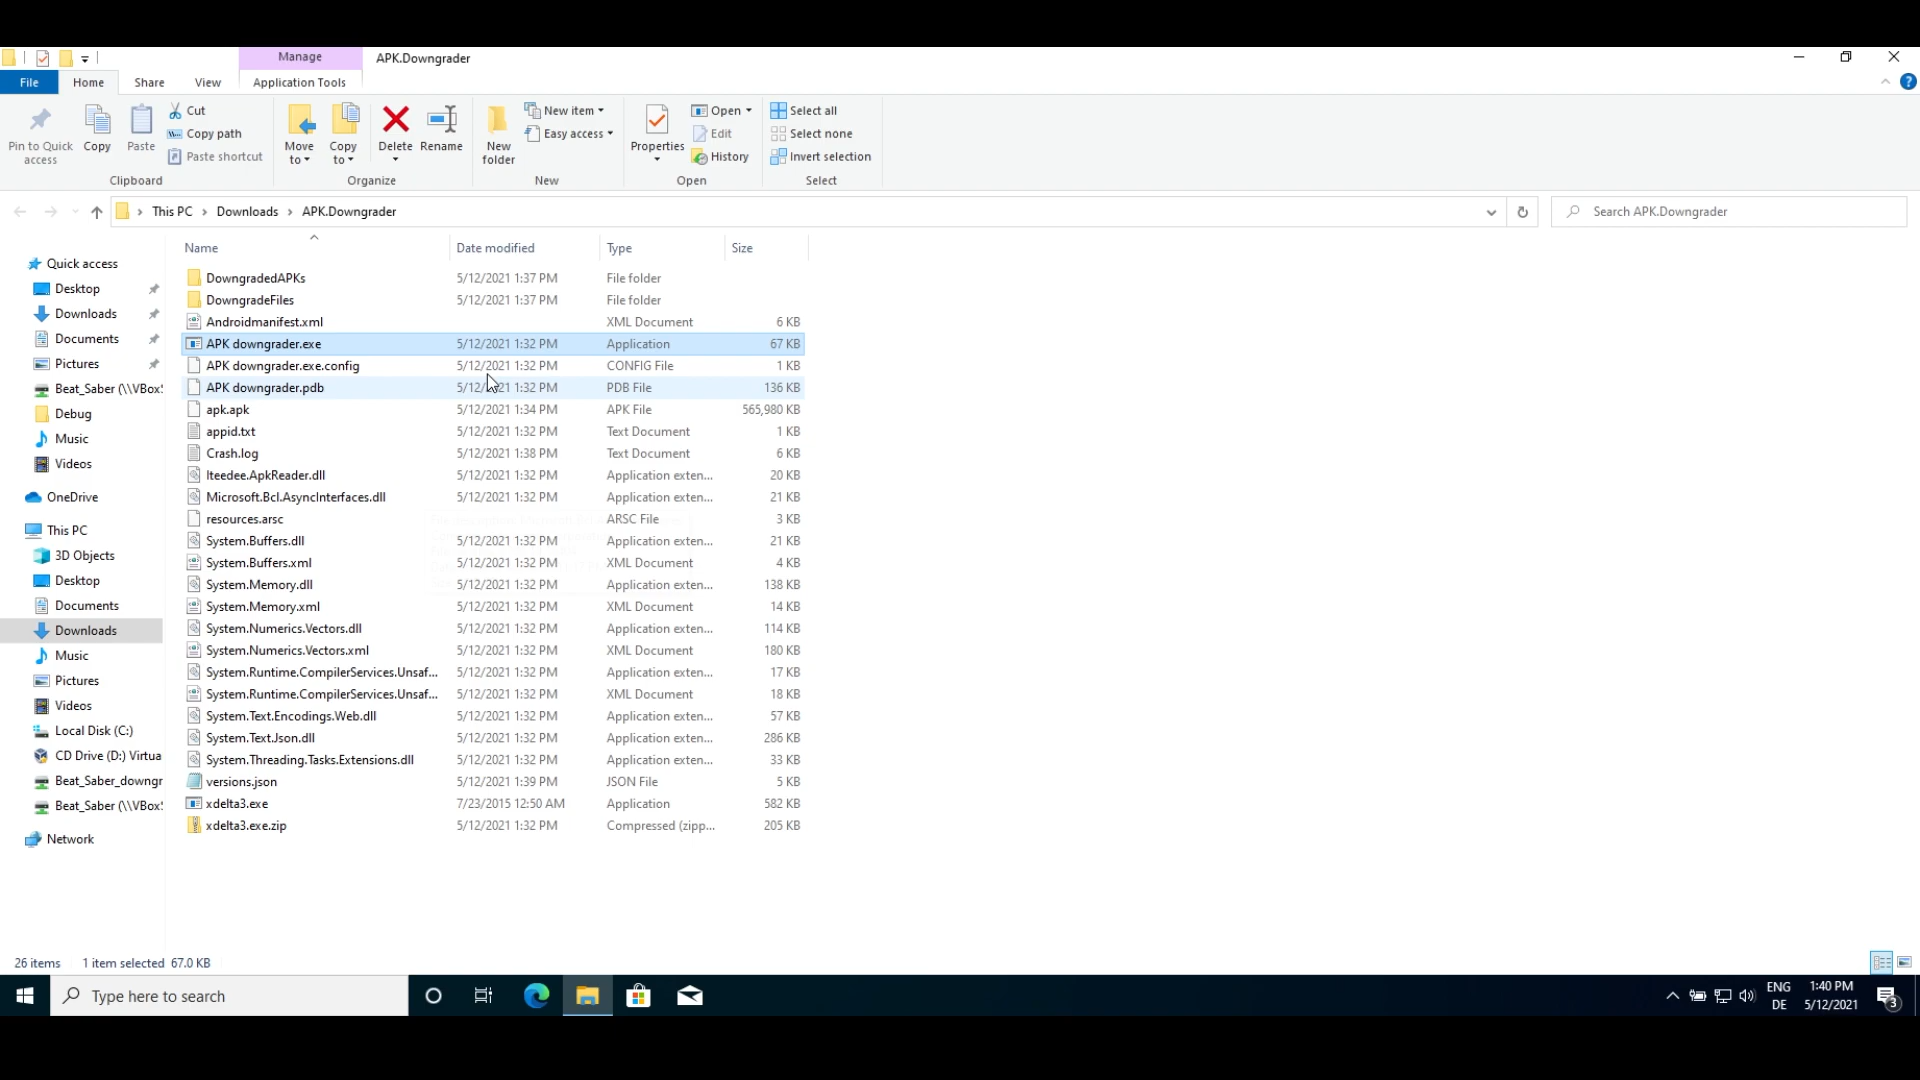 Manage
APK.Downgrader
File
Home
Share
View
Application Tools
Pin to Quick access
Copy
Paste
Cut
Copy path
Paste shortcut
Clipboard
Move to
Copy to
Delete
Rename
Organize
New folder
New item
Easy access
New
Properties
Open
Edit
History
Open
Select all
Select none
Invert selection
Select
This PC > Downloads > APK.Downgrader
Search APK.Downgrader
Quick access
Desktop
Downloads
Documents
Pictures
Beat_Saber (\\VBox
Debug
Music
Videos
OneDrive
This PC
3D Objects
Desktop
Documents
Downloads
Music
Pictures
Videos
Local Disk (C:)
CD Drive (D:) Virtua
Beat_Saber_downgr
Beat_Saber (\\VBox
Network
Name Date modified Type Size
DowngradedAPKs 5/12/2021 1:37 PM File folder
DowngradeFiles 5/12/2021 1:37 PM File folder
Androidmanifest.xml XML Document 6 KB
APK downgrader.exe 5/12/2021 1:32 PM Application 67 KB
APK downgrader.exe.config 5/12/2021 1:32 PM CONFIG File 1 KB
APK downgrader.pdb 5/12/2021 1:32 PM PDB File 136 KB
apk.apk 5/12/2021 1:34 PM APK File 565,980 KB
appid.txt 5/12/2021 1:32 PM Text Document 1 KB
Crash.log 5/12/2021 1:38 PM Text Document 6 KB
Iteedee.ApkReader.dll 5/12/2021 1:32 PM Application exten... 20 KB
Microsoft.Bcl.AsyncInterfaces.dll 5/12/2021 1:32 PM Application exten... 21 KB
resources.arsc ARSC File 3 KB
System.Buffers.dll 5/12/2021 1:32 PM Application exten... 21 KB
System.Buffers.xml 5/12/2021 1:32 PM XML Document 4 KB
System.Memory.dll 5/12/2021 1:32 PM Application exten... 138 KB
System.Memory.xml 5/12/2021 1:32 PM XML Document 14 KB
System.Numerics.Vectors.dll 5/12/2021 1:32 PM Application exten... 114 KB
System.Numerics.Vectors.xml 5/12/2021 1:32 PM XML Document 180 KB
System.Runtime.CompilerServices.Unsaf... 5/12/2021 1:32 PM Application exten... 17 KB
System.Runtime.CompilerServices.Unsaf... 5/12/2021 1:32 PM XML Document 18 KB
System.Text.Encodings.Web.dll 5/12/2021 1:32 PM Application exten... 57 KB
System.Text.Json.dll 5/12/2021 1:32 PM Application exten... 286 KB
System.Threading.Tasks.Extensions.dll 5/12/2021 1:32 PM Application exten... 33 KB
versions.json 5/12/2021 1:39 PM JSON File 5 KB
xdelta3.exe 7/23/2015 12:50 AM Application 582 KB
xdelta3.exe.zip 5/12/2021 1:32 PM Compressed (zipp... 205 KB
26 items 1 item selected 67.0 KB
Type here to search
ENG
DE
1:40 PM
5/12/2021
3